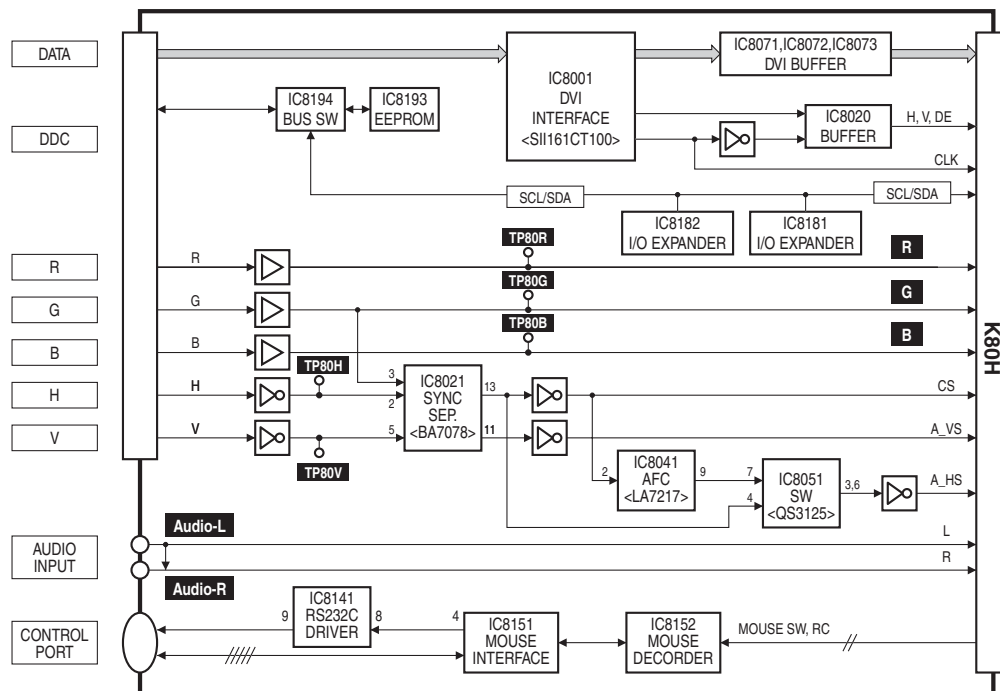 DATA
IC8001
DVI
INTERFACE
<SII161CT100>
IC8071,IC8072,IC8073
DVI BUFFER
IC8194
BUS SW
IC8193
EEPROM
IC8020
BUFFER
H, V, DE
DDC
CLK
SCL/SDA
SCL/SDA
IC8182
I/O EXPANDER
IC8181
I/O EXPANDER
TP80R
R
R
R
TP80G
G
G
G
TP80B
B
B
B
K80H
TP80H
H
H
3
2
IC8021
SYNC
SEP.
<BA7078>
13
CS
V
V
5
11
A_VS
TP80V
2
IC8041
AFC
<LA7217>
9
7
4
IC8051
SW
<QS3125>
3,6
A_HS
AUDIO
INPUT
Audio-L
L
R
Audio-R
CONTROL
PORT
9
IC8141
RS232C
DRIVER
8
4
IC8151
MOUSE
INTERFACE
IC8152
MOUSE
DECORDER
MOUSE SW, RC